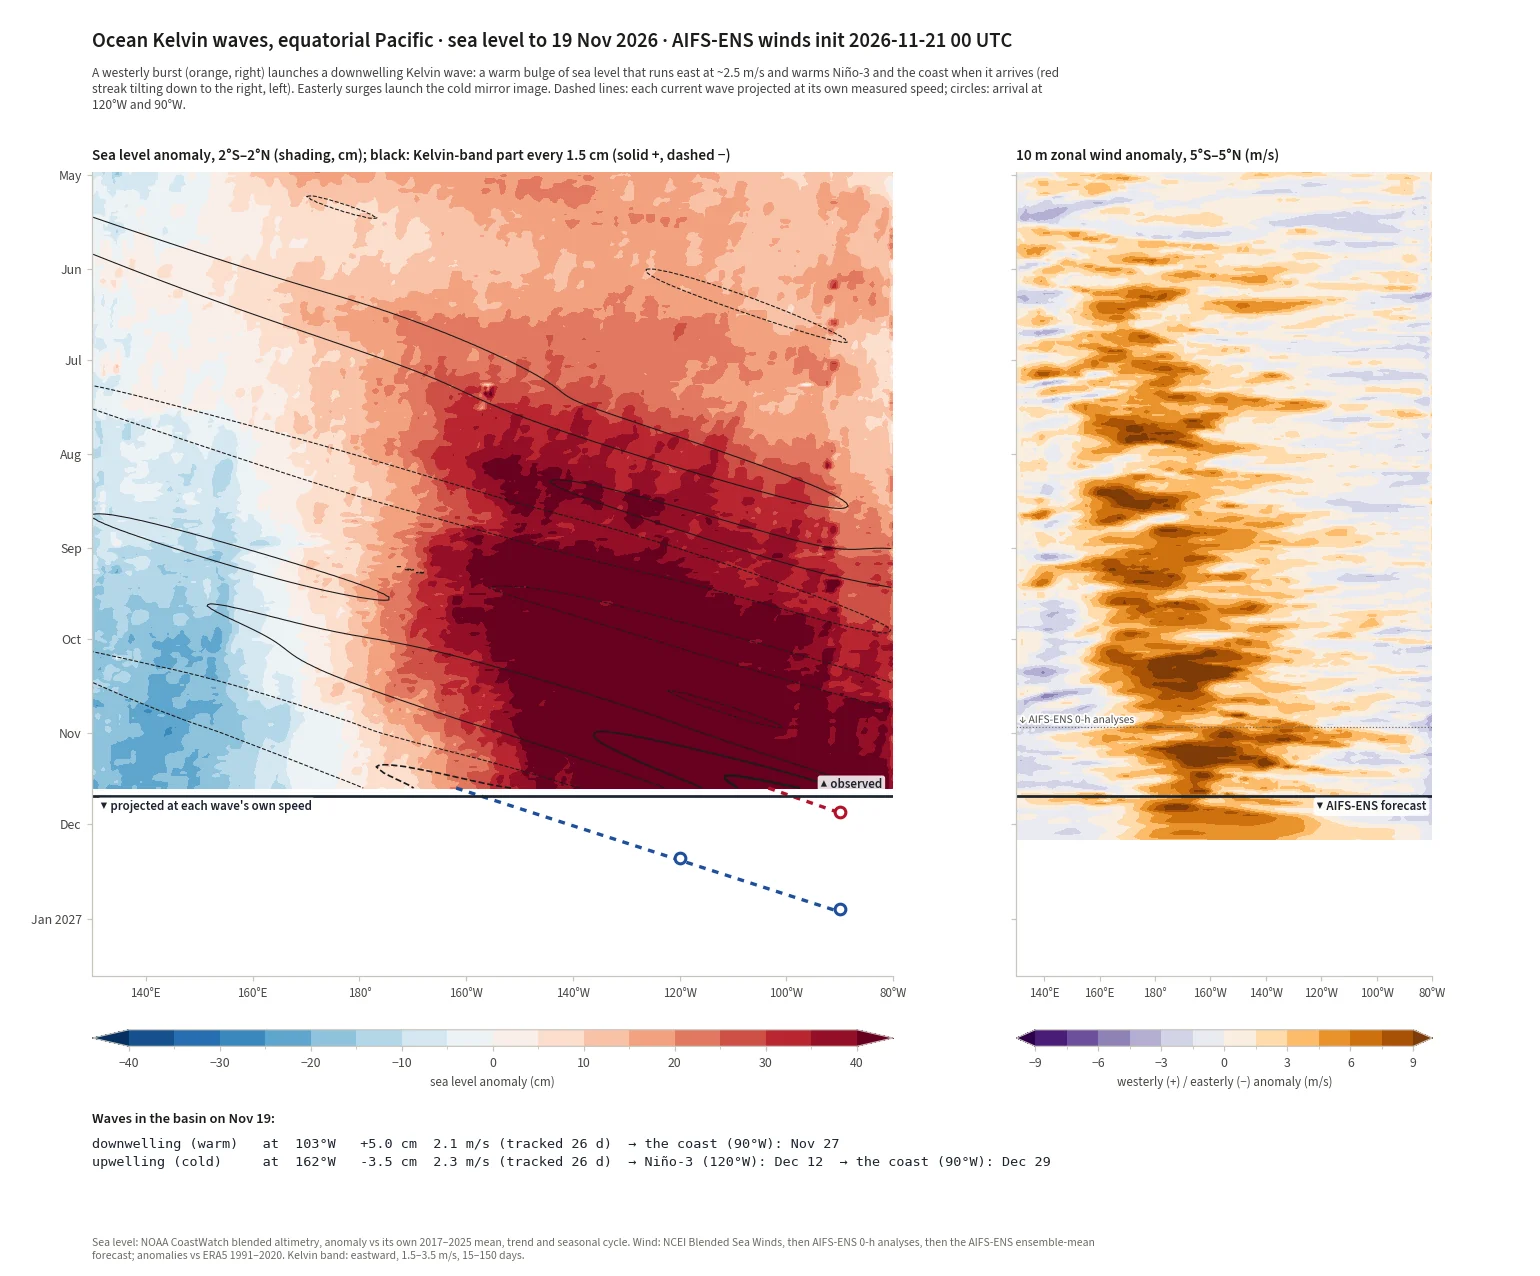 Ocean Kelvin waves, equatorial Pacific · sea level to 19 Nov 2026 · AIFS-ENS winds init 2026-11-21 00 UTC
A westerly burst (orange, right) launches a downwelling Kelvin wave: a warm bulge of sea level that runs east at ~2.5 m/s and warms Niño-3 and the coast when it arrives (red
streak tilting down to the right, left). Easterly surges launch the cold mirror image. Dashed lines: each current wave projected at its own measured speed; circles: arrival at
120°W and 90°W.
Sea level anomaly, 2°S–2°N (shading, cm); black: Kelvin-band part every 1.5 cm (solid +, dashed −)
May
Jun
Jul
Aug
Sep
Oct
Nov
Dec
Jan 2027
▲ observed
▼ projected at each wave's own speed
140°E 160°E 180° 160°W 140°W 120°W 100°W 80°W
−40 −30 −20 −10 0 10 20 30 40
sea level anomaly (cm)
10 m zonal wind anomaly, 5°S–5°N (m/s)
↓ AIFS-ENS 0-h analyses
▼ AIFS-ENS forecast
140°E 160°E 180° 160°W 140°W 120°W 100°W 80°W
−9 −6 −3 0 3 6 9
westerly (+) / easterly (−) anomaly (m/s)
Waves in the basin on Nov 19:
downwelling (warm) at 103°W +5.0 cm 2.1 m/s (tracked 26 d) → the coast (90°W): Nov 27
upwelling (cold) at 162°W -3.5 cm 2.3 m/s (tracked 26 d) → Niño-3 (120°W): Dec 12 → the coast (90°W): Dec 29
Sea level: NOAA CoastWatch blended altimetry, anomaly vs its own 2017–2025 mean, trend and seasonal cycle. Wind: NCEI Blended Sea Winds, then AIFS-ENS 0-h analyses, then the AIFS-ENS ensemble-mean
forecast; anomalies vs ERA5 1991–2020. Kelvin band: eastward, 1.5–3.5 m/s, 15–150 days.